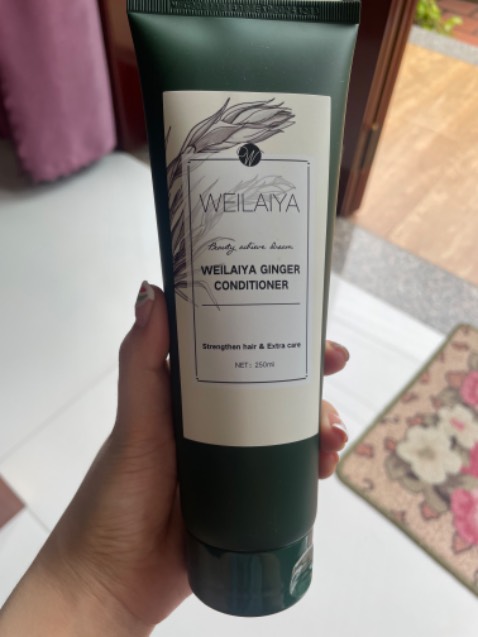 W
WEILAIYA
Beauty achieve dream
WEILAIYA GINGER
CONDITIONER
Strengthen hair & Extra care
NET: 250ml